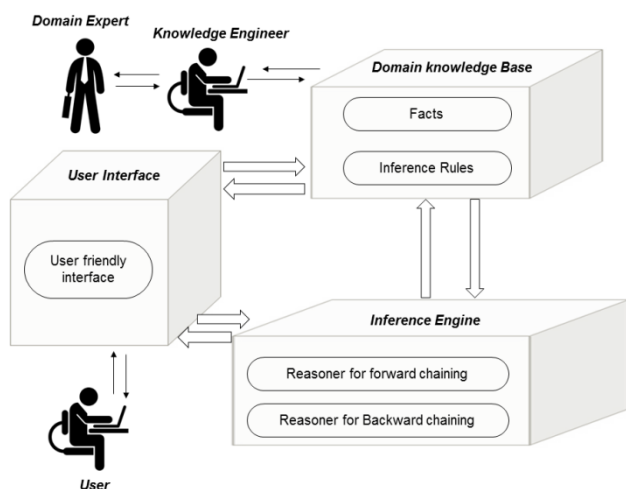 Domain Expert
Knowledge Engineer
Domain knowledge Base
Facts
Inference Rules
User Interface
User friendly
interface
Inference Engine
Reasoner for forward chaining
Reasoner for Backward chaining
User